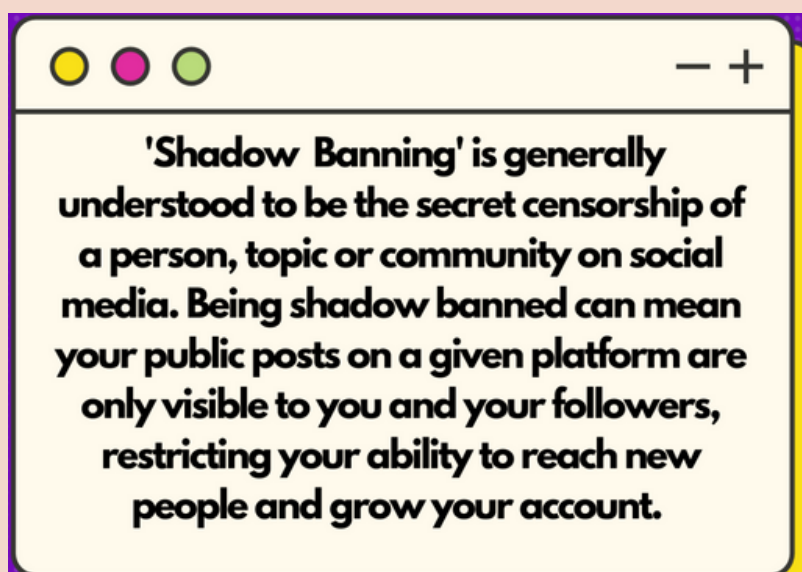 'Shadow  Banning' is generally
understood to be the secret censorship of
a person, topic or community on social
media. Being shadow banned can mean
your public posts on a given platform are
only visible to you and your followers,
restricting your ability to reach new
people and grow your account.